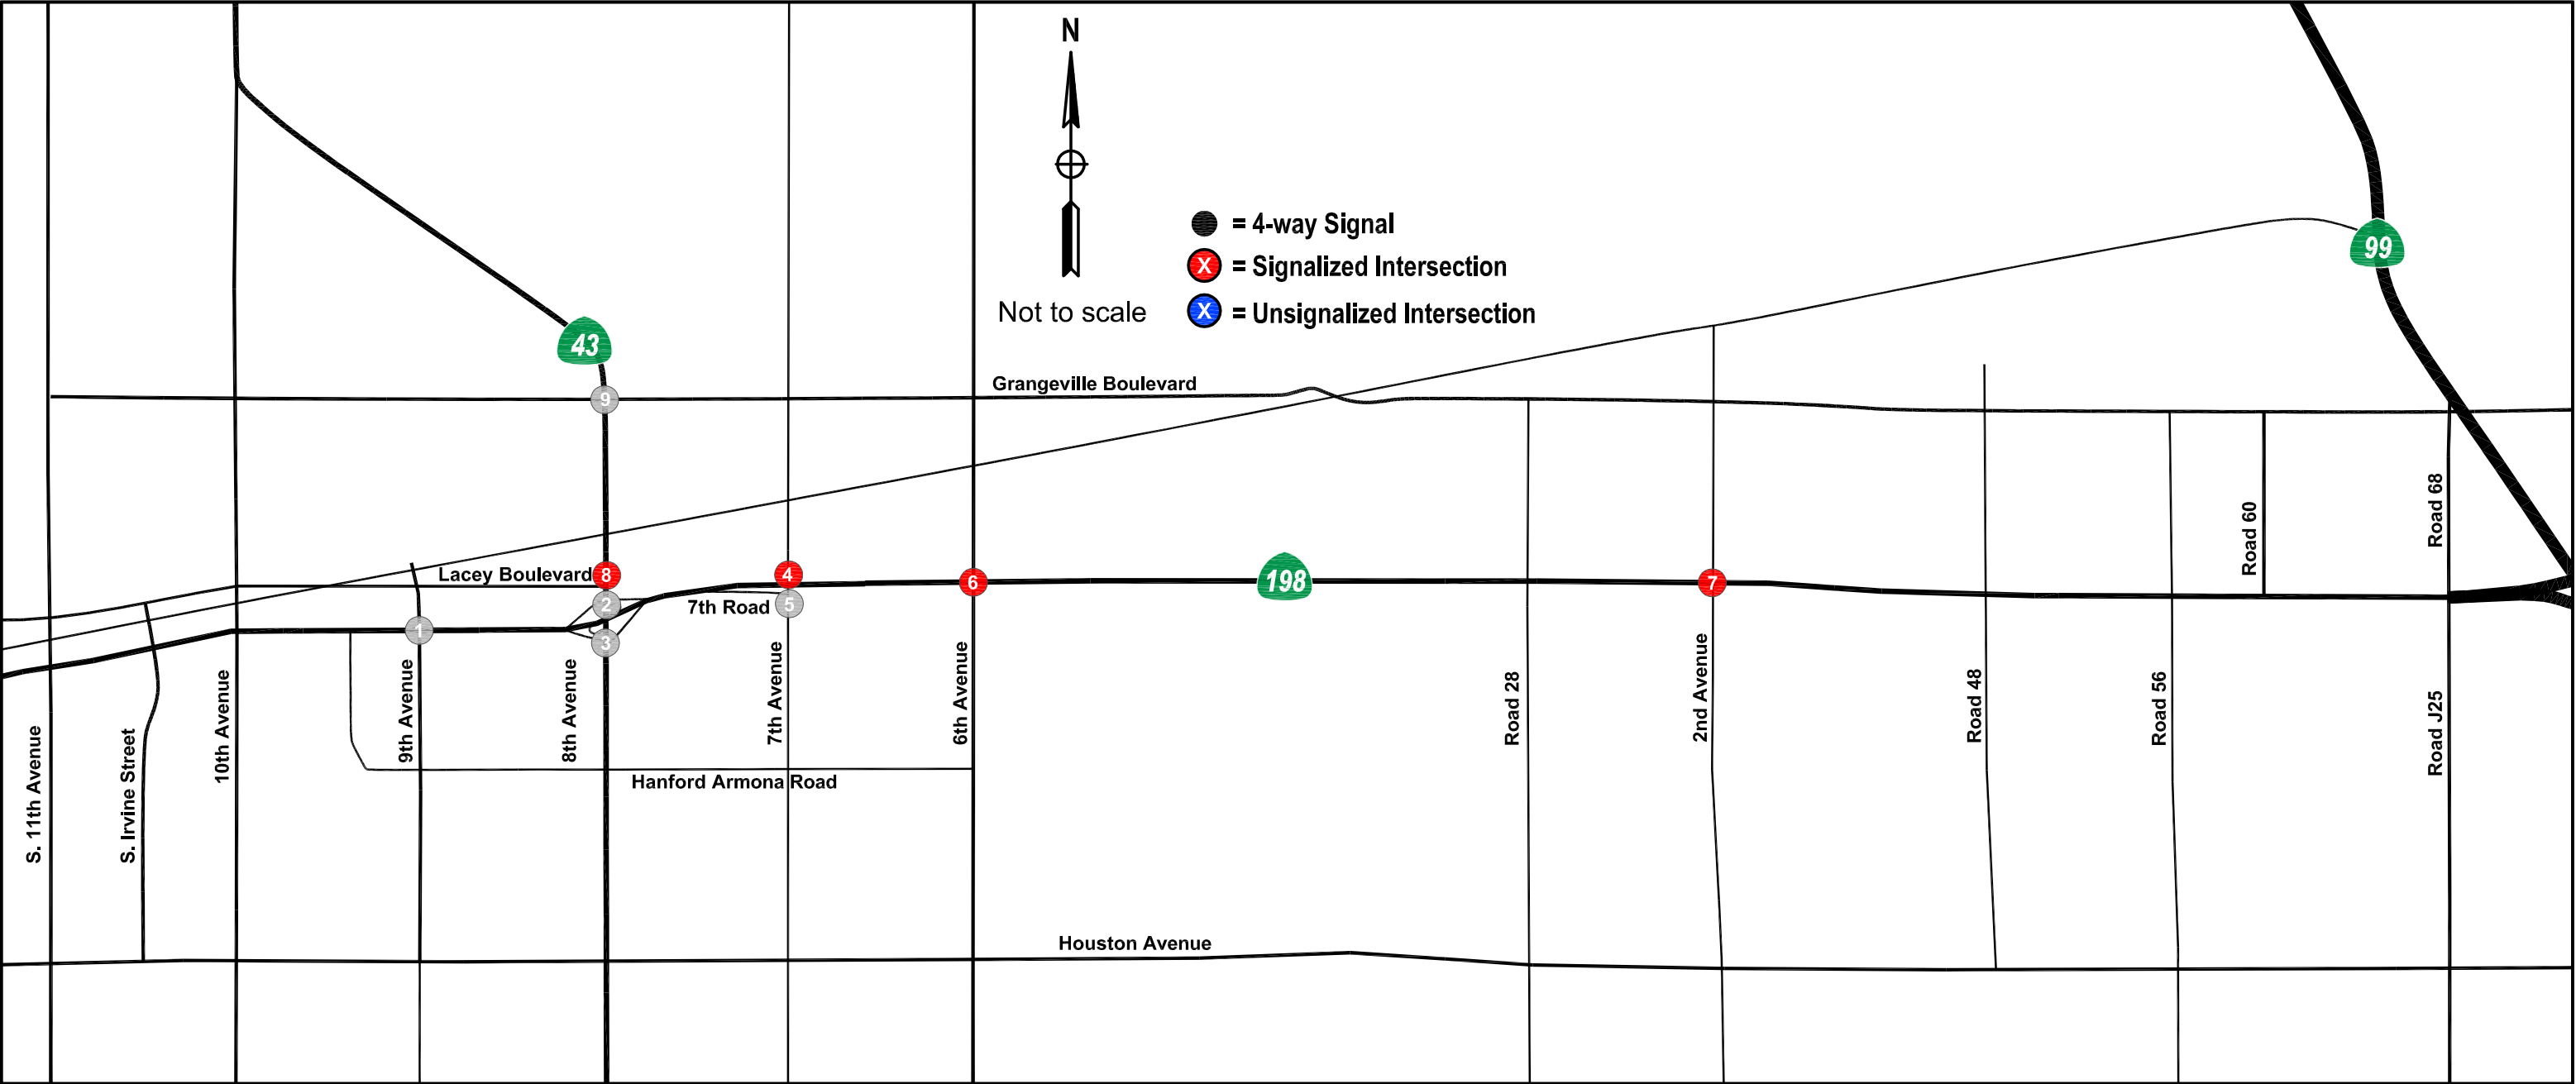 N
= 4-way Signal
X = Signalized Intersection
X = Unsignalized Intersection
Not to scale
99
43
Grangeville Boulevard
9
Lacey Boulevard
8
4
6
198
7
2
7th Road
5
1
3
Road 60
Road 68
S. 11th Avenue
S. Irvine Street
10th Avenue
9th Avenue
8th Avenue
7th Avenue
6th Avenue
Road 28
2nd Avenue
Road 48
Road 56
Road J25
Hanford Armona Road
Houston Avenue